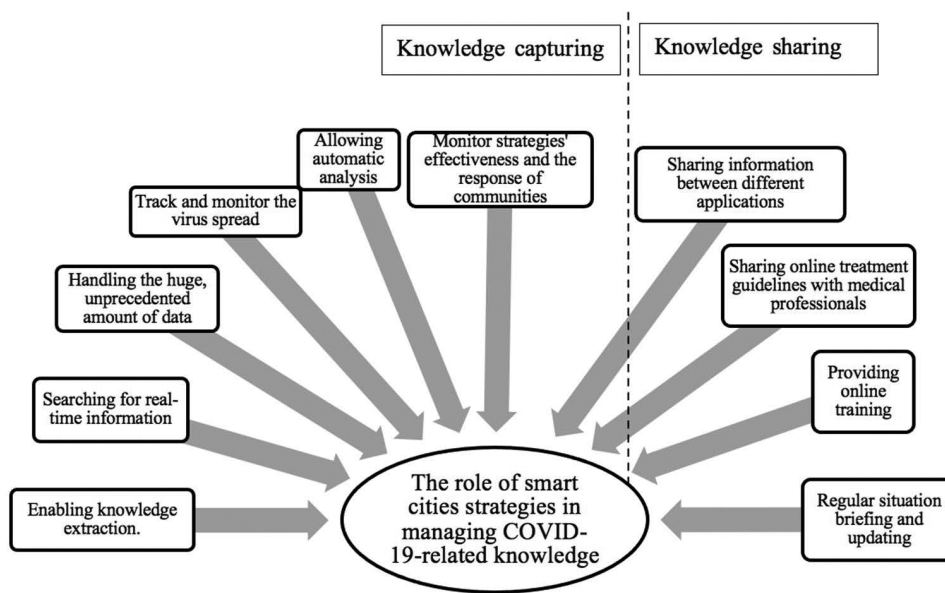 Knowledge capturing
Knowledge sharing
Allowing
automatic
analysis
Monitor strategies'
effectiveness and the
response of
communities
Sharing information
between different
applications
Track and monitor the
virus spread
Handling the huge,
unprecedented
amount of data
Sharing online treatment
guidelines with medical
professionals
Searching for real-
time information
Providing
online
training
Enabling knowledge
extraction.
The role of smart
cities strategies in
managing COVID-
19-related knowledge
Regular situation
briefing and
updating